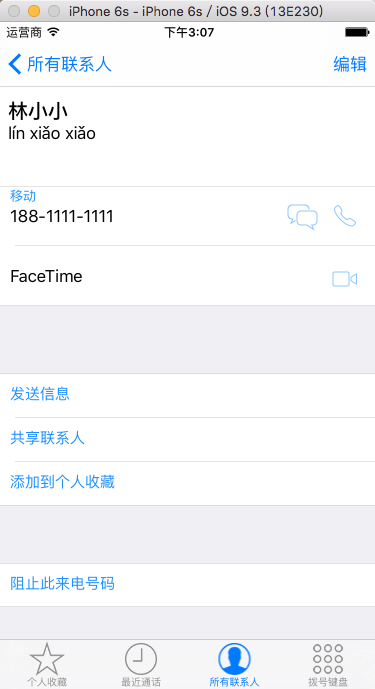 iPhone 6s - iPhone 6s / iOS 9.3 (13E230)
运营商 下午3:07
所有联系人 编辑
林小小
lín xiǎo xiǎo
移动
188-1111-1111
FaceTime
发送信息
共享联系人
添加到个人收藏
阻止此来电号码
个人收藏 最近通话 所有联系人 拨号键盘